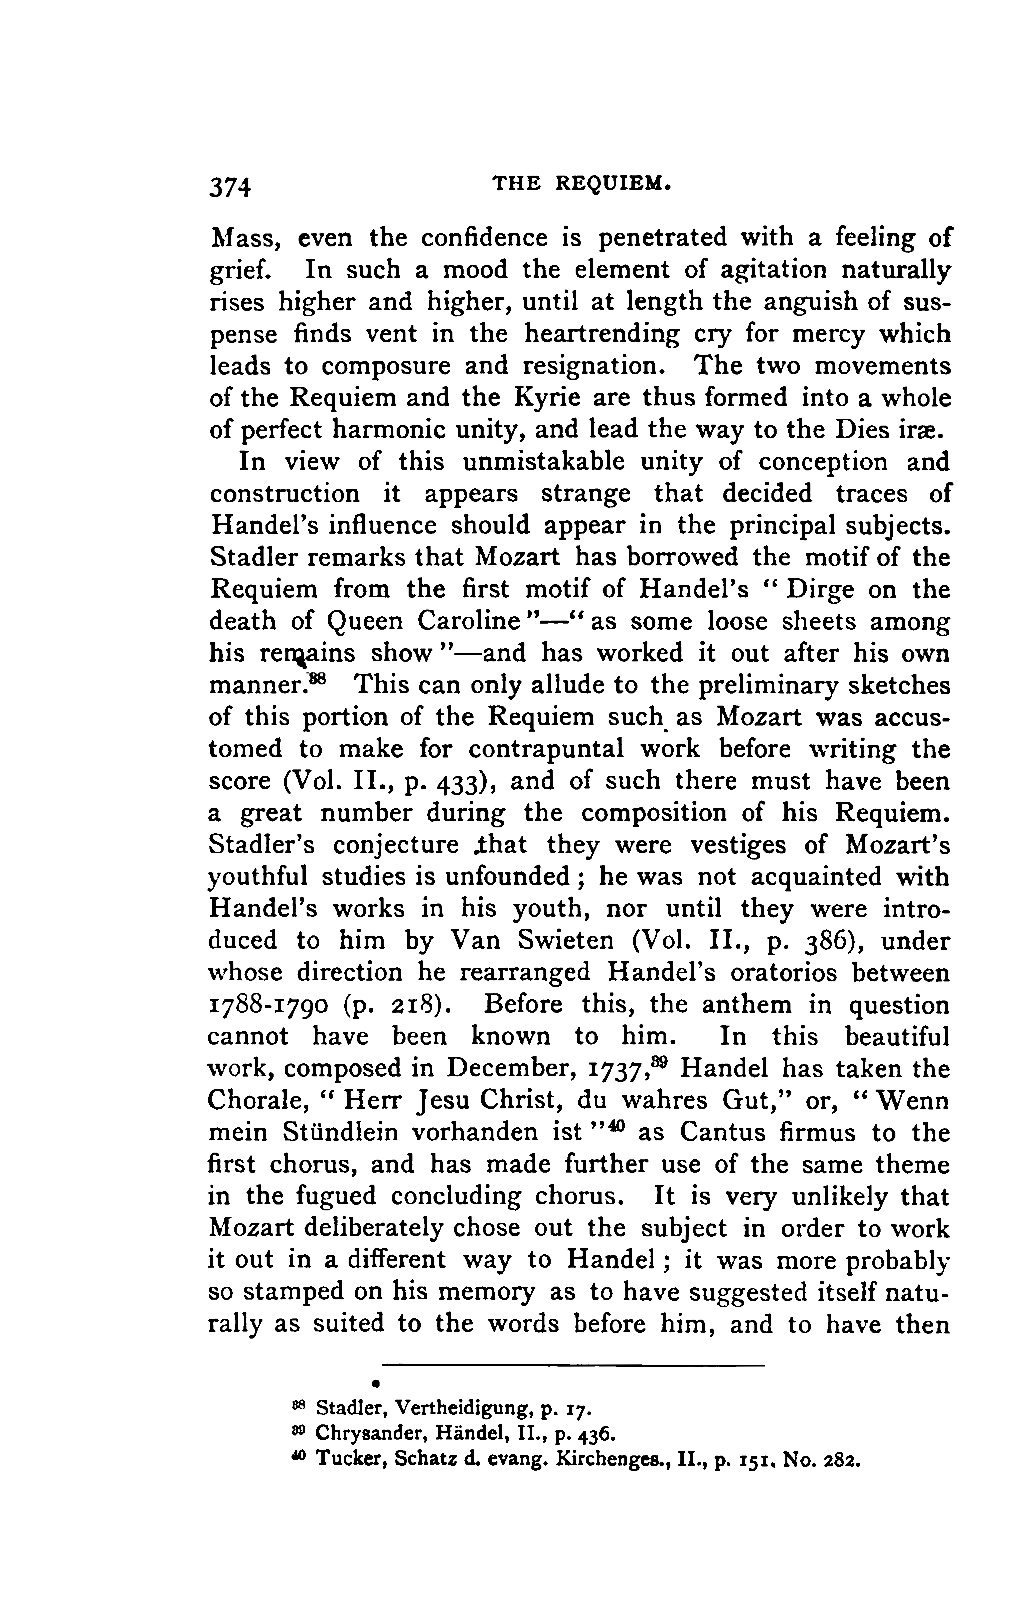 374 THE REQUIEM.
Mass, even the confidence is penetrated with a feeling of
grief. In such a mood the element of agitation naturally
rises higher and higher, until at length the anguish of sus-
pense finds vent in the heartrending cry for mercy which
leads to composure and resignation. The two movements
of the Requiem and the Kyrie are thus formed into a whole
of perfect harmonic unity, and lead the way to the Dies iræ.
In view of this unmistakable unity of conception and
construction it appears strange that decided traces of
Handel's influence should appear in the principal subjects.
Stadler remarks that Mozart has borrowed the motif of the
Requiem from the first motif of Handel's " Dirge on the
death of Queen Caroline "—" as some loose sheets among
his remains show "—and has worked it out after his own
manner.⁸⁸ This can only allude to the preliminary sketches
of this portion of the Requiem such as Mozart was accus-
tomed to make for contrapuntal work before writing the
score (Vol. II., p. 433), and of such there must have been
a great number during the composition of his Requiem.
Stadler's conjecture that they were vestiges of Mozart's
youthful studies is unfounded ; he was not acquainted with
Handel's works in his youth, nor until they were intro-
duced to him by Van Swieten (Vol. II., p. 386), under
whose direction he rearranged Handel's oratorios between
1788-1790 (p. 218). Before this, the anthem in question
cannot have been known to him. In this beautiful
work, composed in December, 1737,⁸⁹ Handel has taken the
Chorale, " Herr Jesu Christ, du wahres Gut," or, " Wenn
mein Stündlein vorhanden ist "⁴⁰ as Cantus firmus to the
first chorus, and has made further use of the same theme
in the fugued concluding chorus. It is very unlikely that
Mozart deliberately chose out the subject in order to work
it out in a different way to Handel ; it was more probably
so stamped on his memory as to have suggested itself natu-
rally as suited to the words before him, and to have then
⁸⁸ Stadler, Vertheidigung, p. 17.
⁸⁹ Chrysander, Händel, II., p. 436.
⁴⁰ Tucker, Schatz d. evang. Kirchenges., II., p. 151, No. 282.